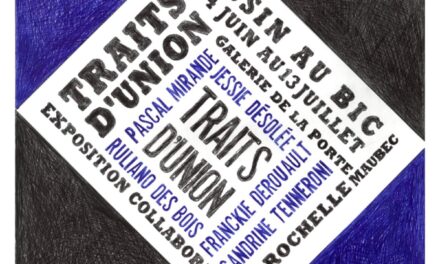 TRAITS
D'UNION
SSIN AU BIC
4 JUIN AU 13 JUILLET
GALERIE DE LA PORTE
MAUBEC
ROCHELLE
EXPOSITION COLLABOR
PASCAL MIRANDE
JESSIE DÉSOLÉE
RULIANO DES BOIS
TRAITS
D'UNION
FRANCKIE DEROUAULT
SANDRINE TENNERONI